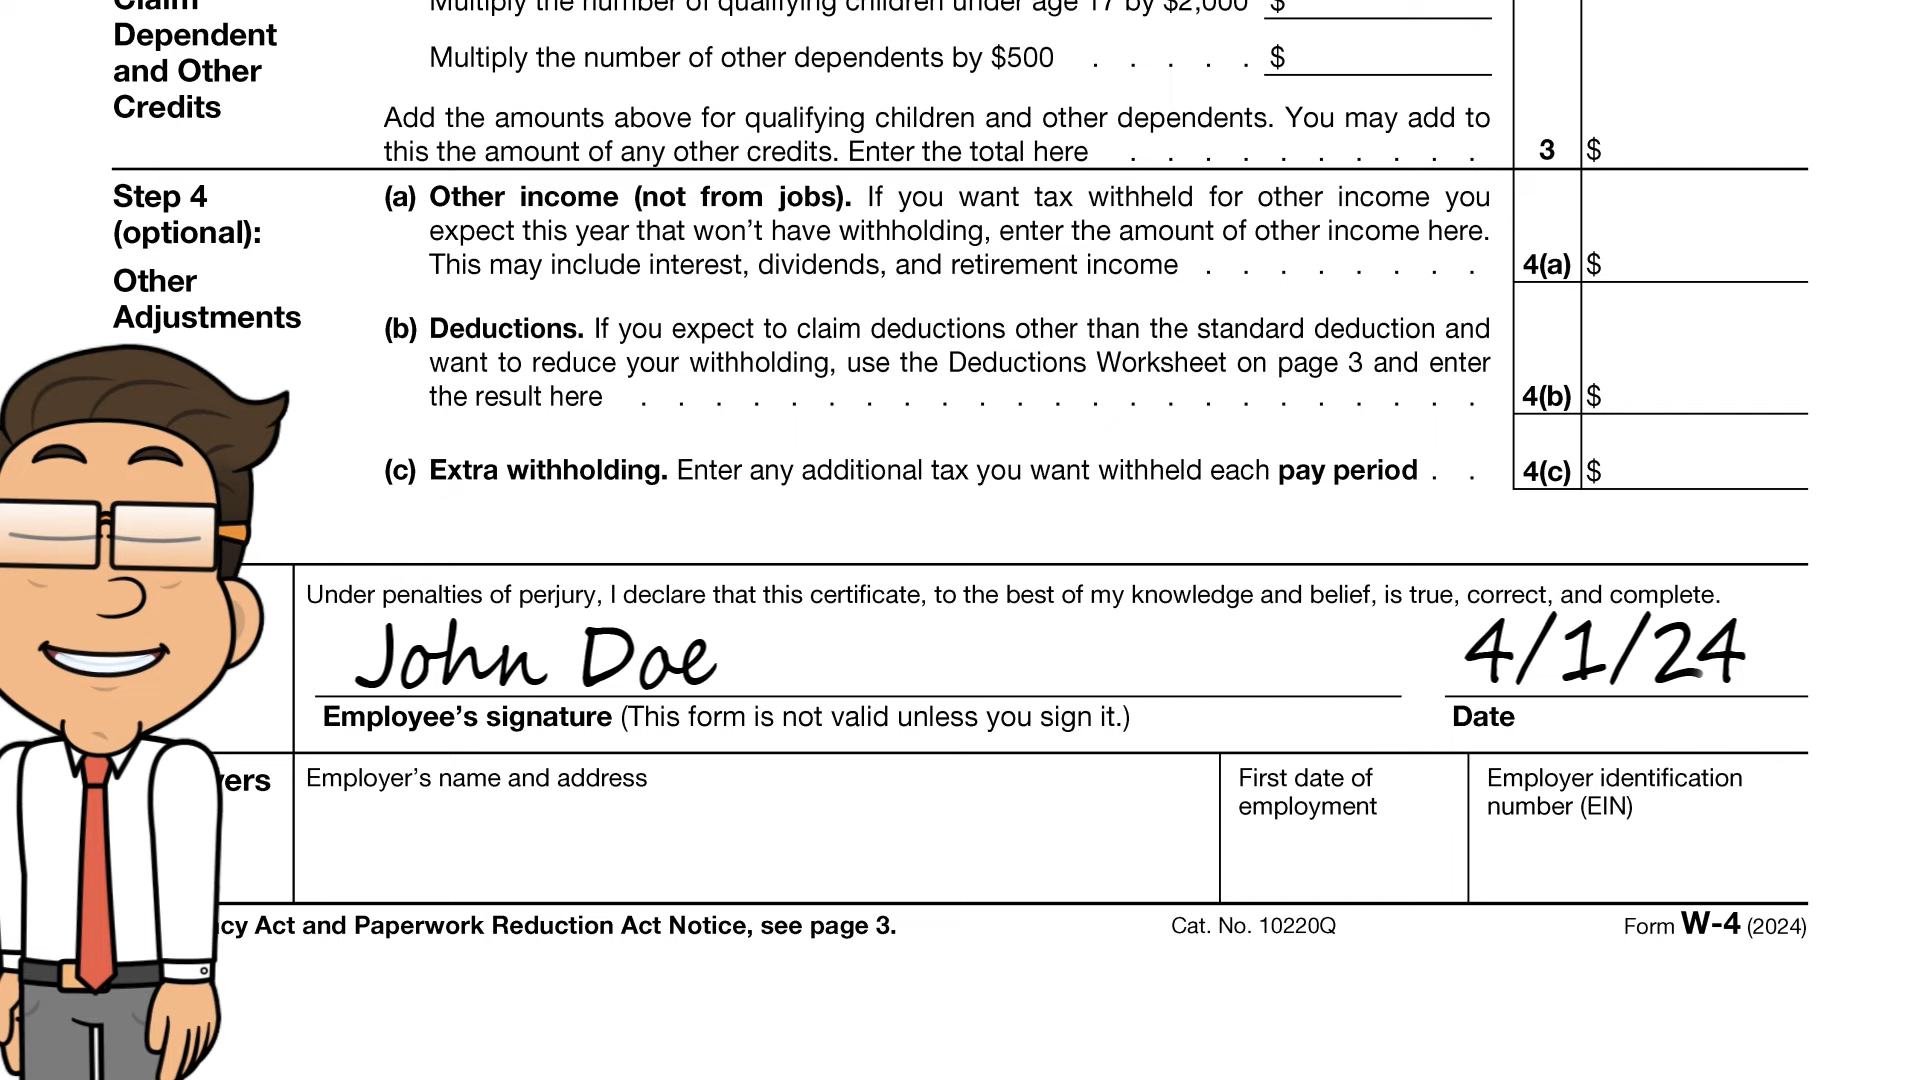 Claim
Multiply the number of qualifying children under age 17 by $2,000 $
Dependent
and Other
Credits
Multiply the number of other dependents by $500 . . . . . $
Add the amounts above for qualifying children and other dependents. You may add to
this the amount of any other credits. Enter the total here . . . . . . . . . . 3 $
Step 4
(optional):
Other
Adjustments
(a) Other income (not from jobs). If you want tax withheld for other income you
expect this year that won’t have withholding, enter the amount of other income here.
This may include interest, dividends, and retirement income . . . . . . . . 4(a) $
(b) Deductions. If you expect to claim deductions other than the standard deduction and
want to reduce your withholding, use the Deductions Worksheet on page 3 and enter
the result here . . . . . . . . . . . . . . . . . . . . . . . 4(b) $
(c) Extra withholding. Enter any additional tax you want withheld each pay period . . 4(c) $
Under penalties of perjury, I declare that this certificate, to the best of my knowledge and belief, is true, correct, and complete.
John Doe 4/1/24
Employee’s signature (This form is not valid unless you sign it.) Date
Employer’s name and address
First date of
employment
Employer identification
number (EIN)
Act and Paperwork Reduction Act Notice, see page 3. Cat. No. 10220Q Form W-4 (2024)